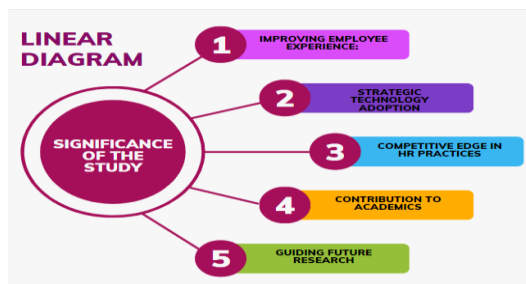 LINEAR
DIAGRAM
SIGNIFICANCE
OF THE
STUDY
1
IMPROVING EMPLOYEE
EXPERIENCE:
2
STRATEGIC
TECHNOLOGY
ADOPTION
3
COMPETITIVE EDGE IN
HR PRACTICES
4
CONTRIBUTION TO
ACADEMICS
5
GUIDING FUTURE
RESEARCH